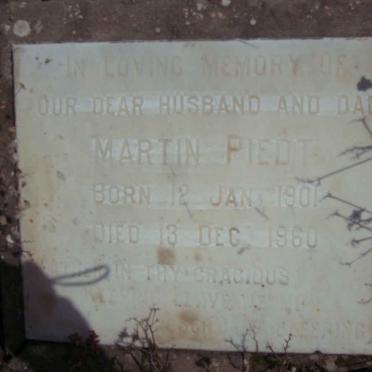 IN LOVING MEMORY OF
OUR DEAR HUSBAND AND DAD
MARTIN PIEDT
BORN 12 JAN. 1901
DIED 13 DEC. 1960
IN THY GRACIOUS